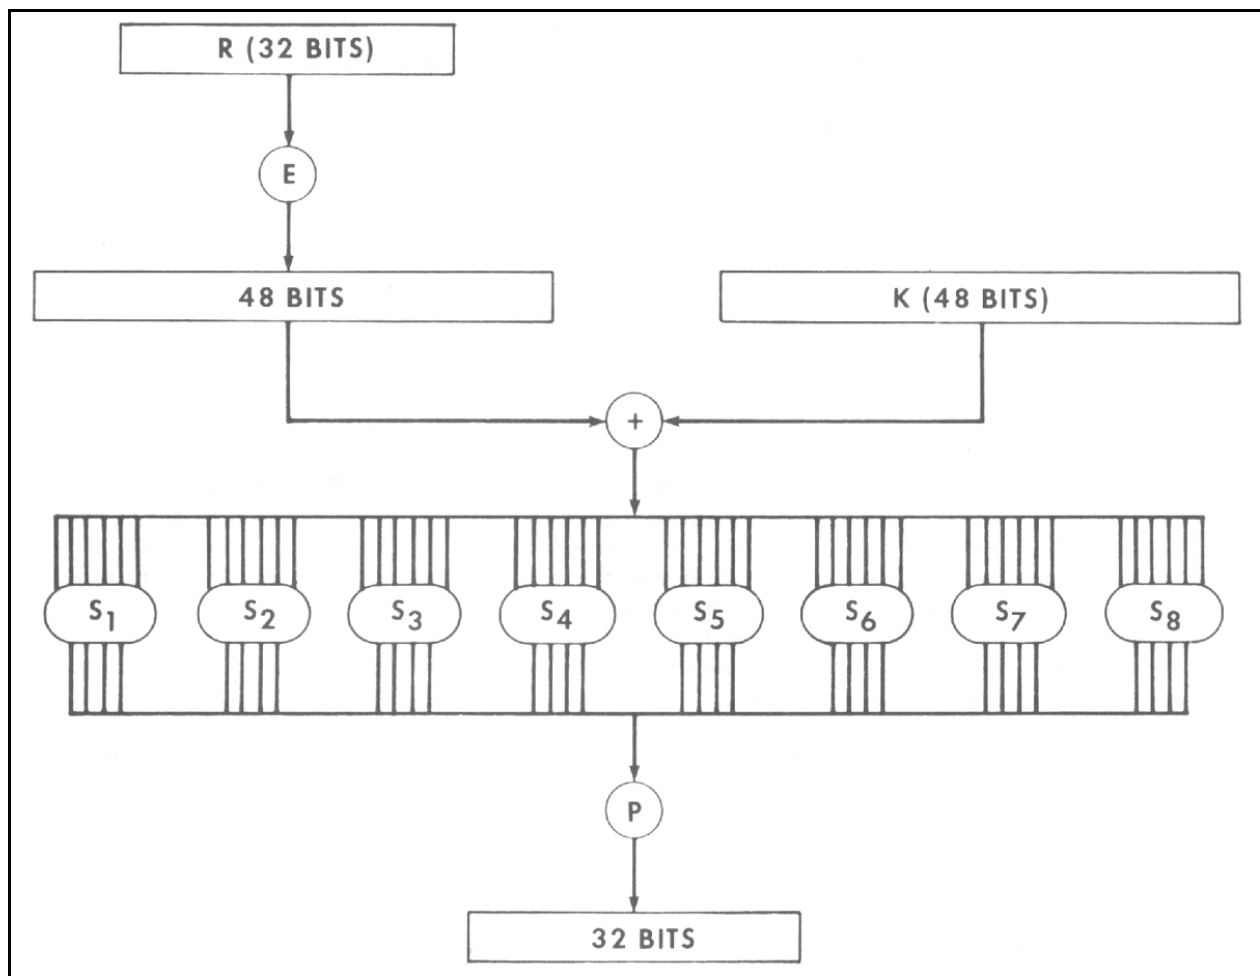 R (32 BITS)
E
48 BITS
K (48 BITS)
+
S1 S2 S3 S4 S5 S6 S7 S8
P
32 BITS